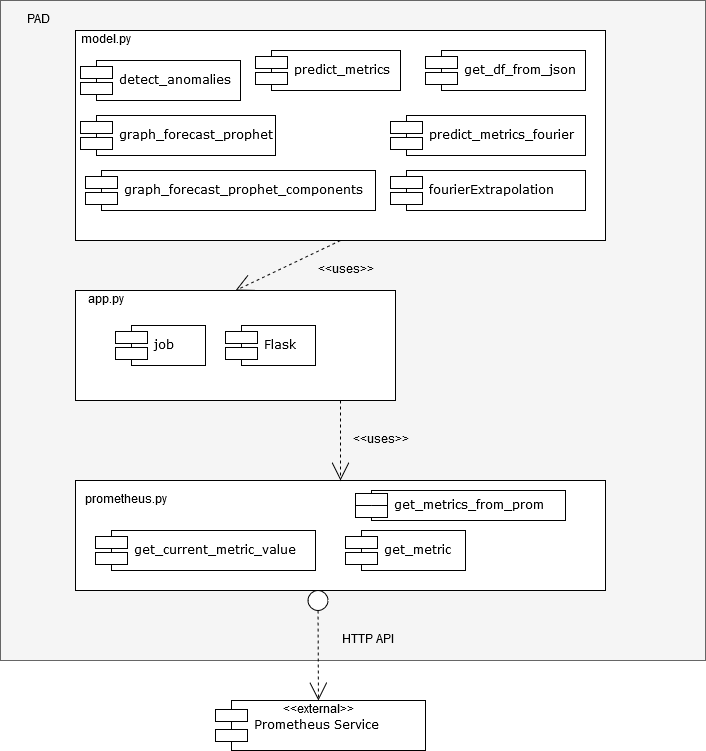 PAD
model.py
detect_anomalies
predict_metrics
get_df_from_json
graph_forecast_prophet
predict_metrics_fourier
graph_forecast_prophet_components
fourierExtrapolation
<<uses>>
app.py
job
Flask
<<uses>>
prometheus.py
get_metrics_from_prom
get_current_metric_value
get_metric
HTTP API
<<external>>
Prometheus Service